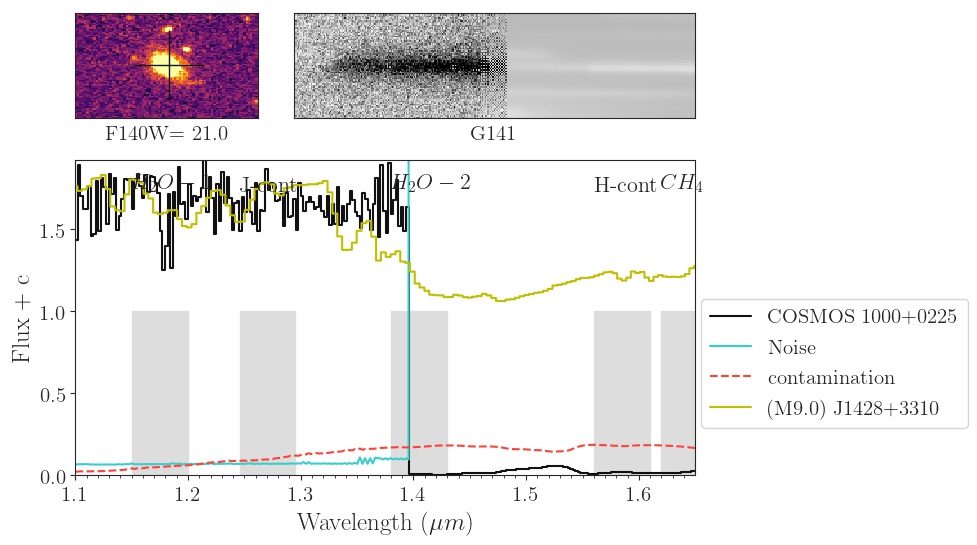 F140W= 21.0
G141
J-cont H₂O − 2 H-cont CH₄
1.5
1.0
0.5
0.0
Flux + c
1.1 1.2 1.3 1.4 1.5 1.6
Wavelength (μm)
COSMOS 1000+0225
Noise
contamination
(M9.0) J1428+3310